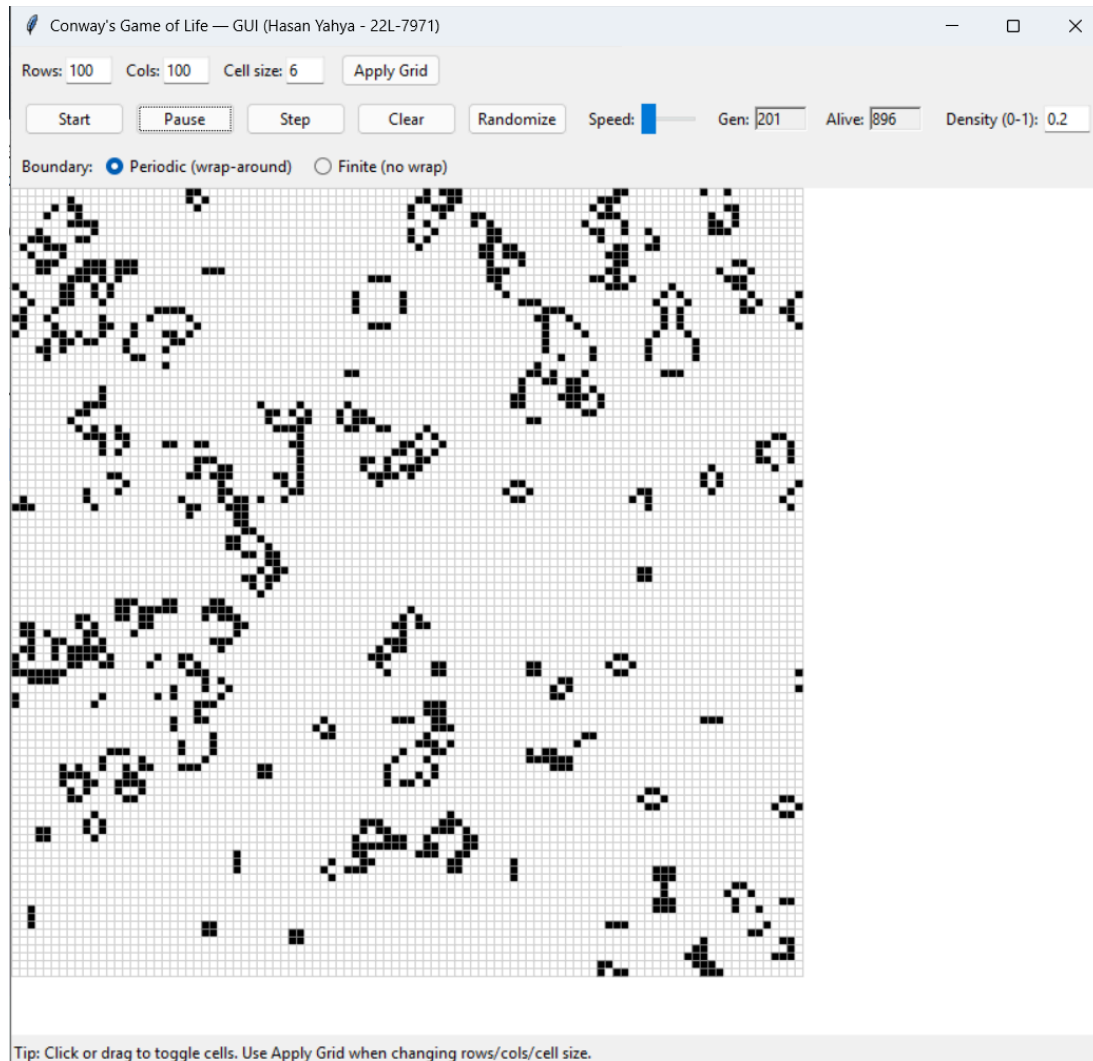 Conway's Game of Life — GUI (Hasan Yahya - 22L-7971)
Rows: 100 Cols: 100 Cell size: 6 Apply Grid
Start Pause Step Clear Randomize Speed: Gen: 201 Alive: 896 Density (0-1): 0.2
Boundary: Periodic (wrap-around) Finite (no wrap)
Tip: Click or drag to toggle cells. Use Apply Grid when changing rows/cols/cell size.